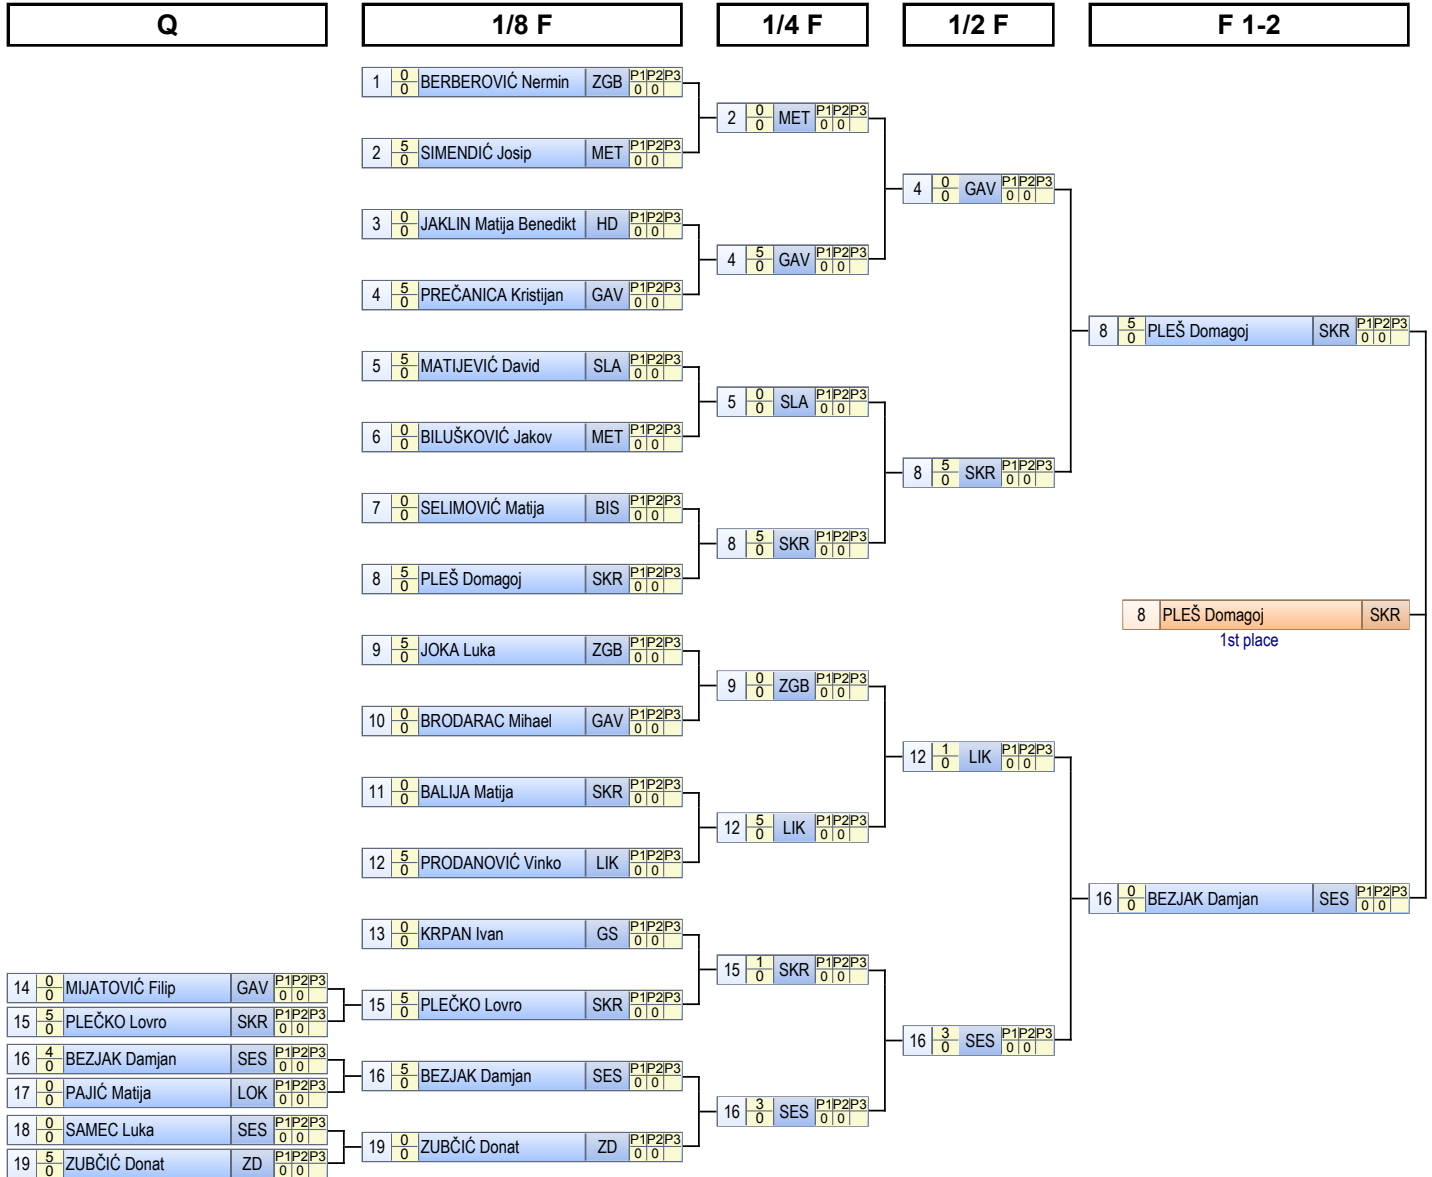 Q
1/8 F
1/4 F
1/2 F
F 1-2
1 0 0 BERBEROVIĆ Nermin ZGB P1 P2 P3 0 0
2 5 0 SIMENDIĆ Josip MET P1 P2 P3 0 0
3 0 0 JAKLIN Matija Benedikt HD P1 P2 P3 0 0
4 5 0 PREČANICA Kristijan GAV P1 P2 P3 0 0
5 5 0 MATIJEVIĆ David SLA P1 P2 P3 0 0
6 0 0 BILUŠKOVIĆ Jakov MET P1 P2 P3 0 0
7 0 0 SELIMOVIĆ Matija BIS P1 P2 P3 0 0
8 5 0 PLEŠ Domagoj SKR P1 P2 P3 0 0
9 5 0 JOKA Luka ZGB P1 P2 P3 0 0
10 0 0 BRODARAC Mihael GAV P1 P2 P3 0 0
11 0 0 BALIJA Matija SKR P1 P2 P3 0 0
12 5 0 PRODANOVIĆ Vinko LIK P1 P2 P3 0 0
13 0 0 KRPAN Ivan GS P1 P2 P3 0 0
14 0 0 MIJATOVIĆ Filip GAV P1 P2 P3 0 0
15 5 0 PLEČKO Lovro SKR P1 P2 P3 0 0
16 4 0 BEZJAK Damjan SES P1 P2 P3 0 0
17 0 0 PAJIĆ Matija LOK P1 P2 P3 0 0
18 0 0 SAMEC Luka SES P1 P2 P3 0 0
19 5 0 ZUBČIĆ Donat ZD P1 P2 P3 0 0
15 5 0 PLEČKO Lovro SKR P1 P2 P3 0 0
16 5 0 BEZJAK Damjan SES P1 P2 P3 0 0
19 0 0 ZUBČIĆ Donat ZD P1 P2 P3 0 0
2 0 0 MET P1 P2 P3 0 0
4 5 0 GAV P1 P2 P3 0 0
5 0 0 SLA P1 P2 P3 0 0
8 5 0 SKR P1 P2 P3 0 0
9 0 0 ZGB P1 P2 P3 0 0
12 5 0 LIK P1 P2 P3 0 0
15 1 0 SKR P1 P2 P3 0 0
16 3 0 SES P1 P2 P3 0 0
4 0 0 GAV P1 P2 P3 0 0
8 5 0 SKR P1 P2 P3 0 0
12 1 0 LIK P1 P2 P3 0 0
16 3 0 SES P1 P2 P3 0 0
8 5 0 PLEŠ Domagoj SKR P1 P2 P3 0 0
8 PLEŠ Domagoj SKR
1st place
16 0 0 BEZJAK Damjan SES P1 P2 P3 0 0